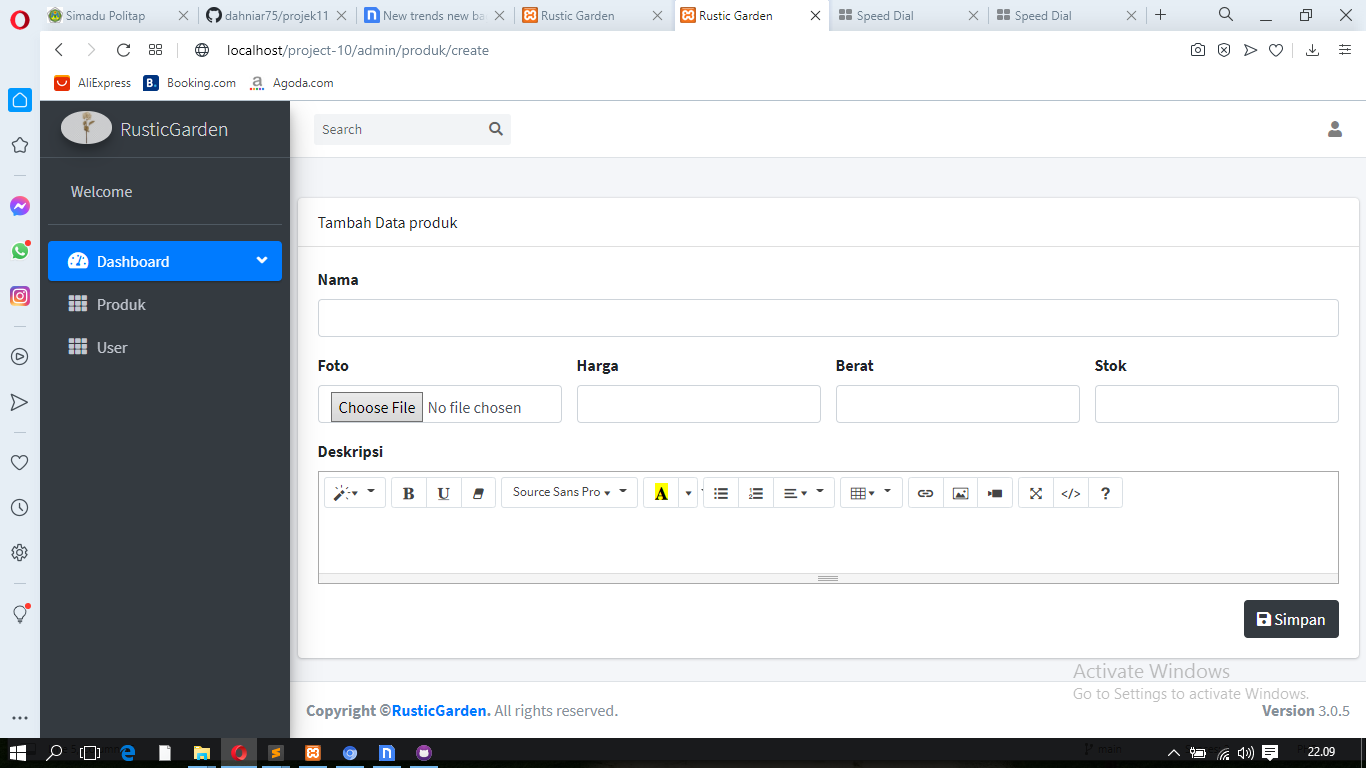 Simadu Politap
dahniar75/projek11
New trends new ba
Rustic Garden
Rustic Garden
Speed Dial
Speed Dial
localhost/project-10/admin/produk/create
AliExpress
B.
Booking.com
a
Agoda.com
RusticGarden
Search
Welcome
Tambah Data produk
Dashboard
Nama
Produk
User
Foto
Harga
Berat
Stok
Choose File No file chosen
Deskripsi
B
U
Source Sans Pro
A
</>
?
Simpan
Activate Windows
Go to Settings to activate Windows.
Copyright ©RusticGarden. All rights reserved.
Version 3.0.5
main
22.09